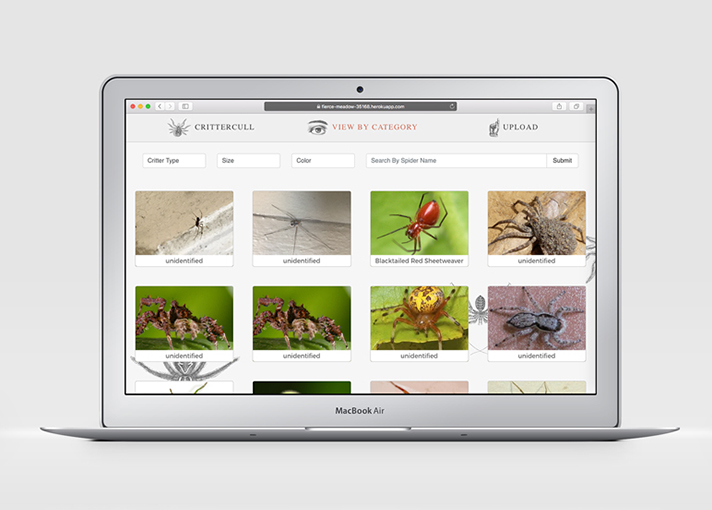 fierce-meadow-35168.herokuapp.com
CRITTERCULL
VIEW BY CATEGORY
UPLOAD
Critter Type
Size
Color
Search By Spider Name
Submit
unidentified
unidentified
Blacktailed Red Sheetweaver
unidentified
unidentified
unidentified
unidentified
unidentified
MacBook Air